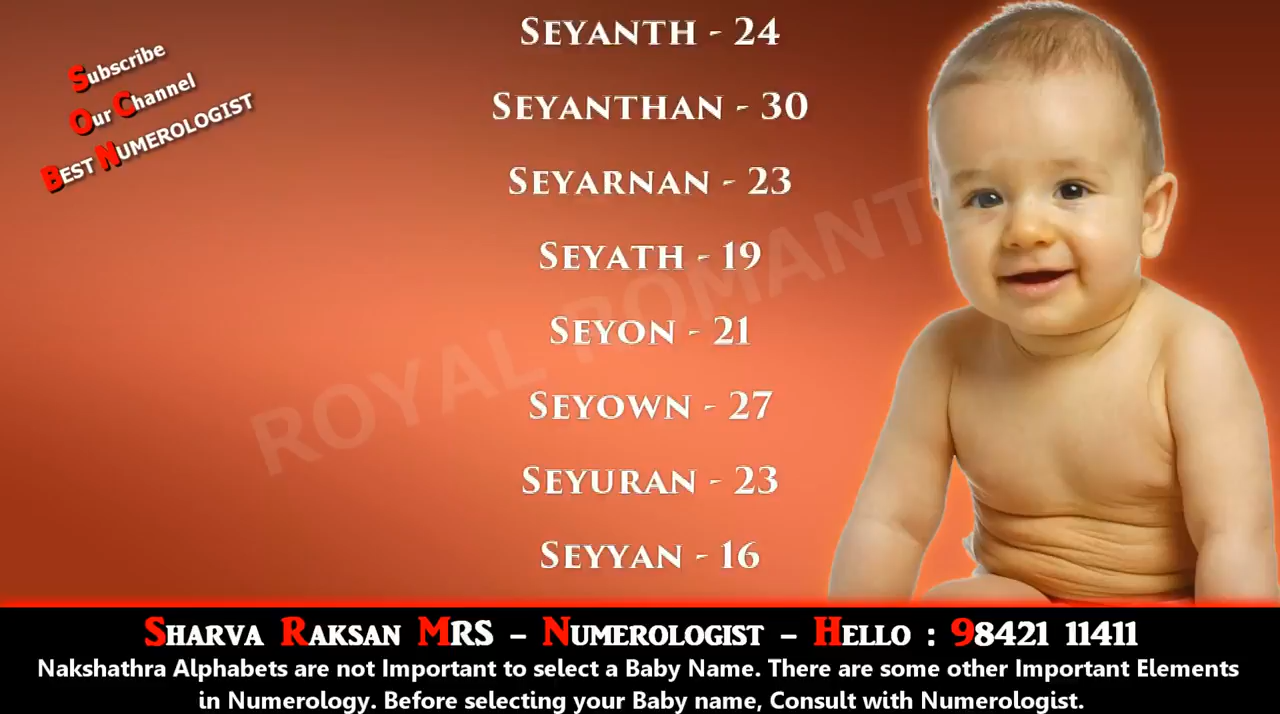 Subscribe
Our Channel
BEST NUMEROLOGIST
SEYANTH - 24
SEYANTHAN - 30
SEYARNAN - 23
SEYATH - 19
SEYON - 21
SEYOWN - 27
SEYURAN - 23
SEYYAN - 16
ROYAL ROMANT
SHARVA RAKSAN MRS – NUMEROLOGIST – HELLO : 98421 11411
Nakshathra Alphabets are not Important to select a Baby Name. There are some other Important Elements
in Numerology. Before selecting your Baby name, Consult with Numerologist.